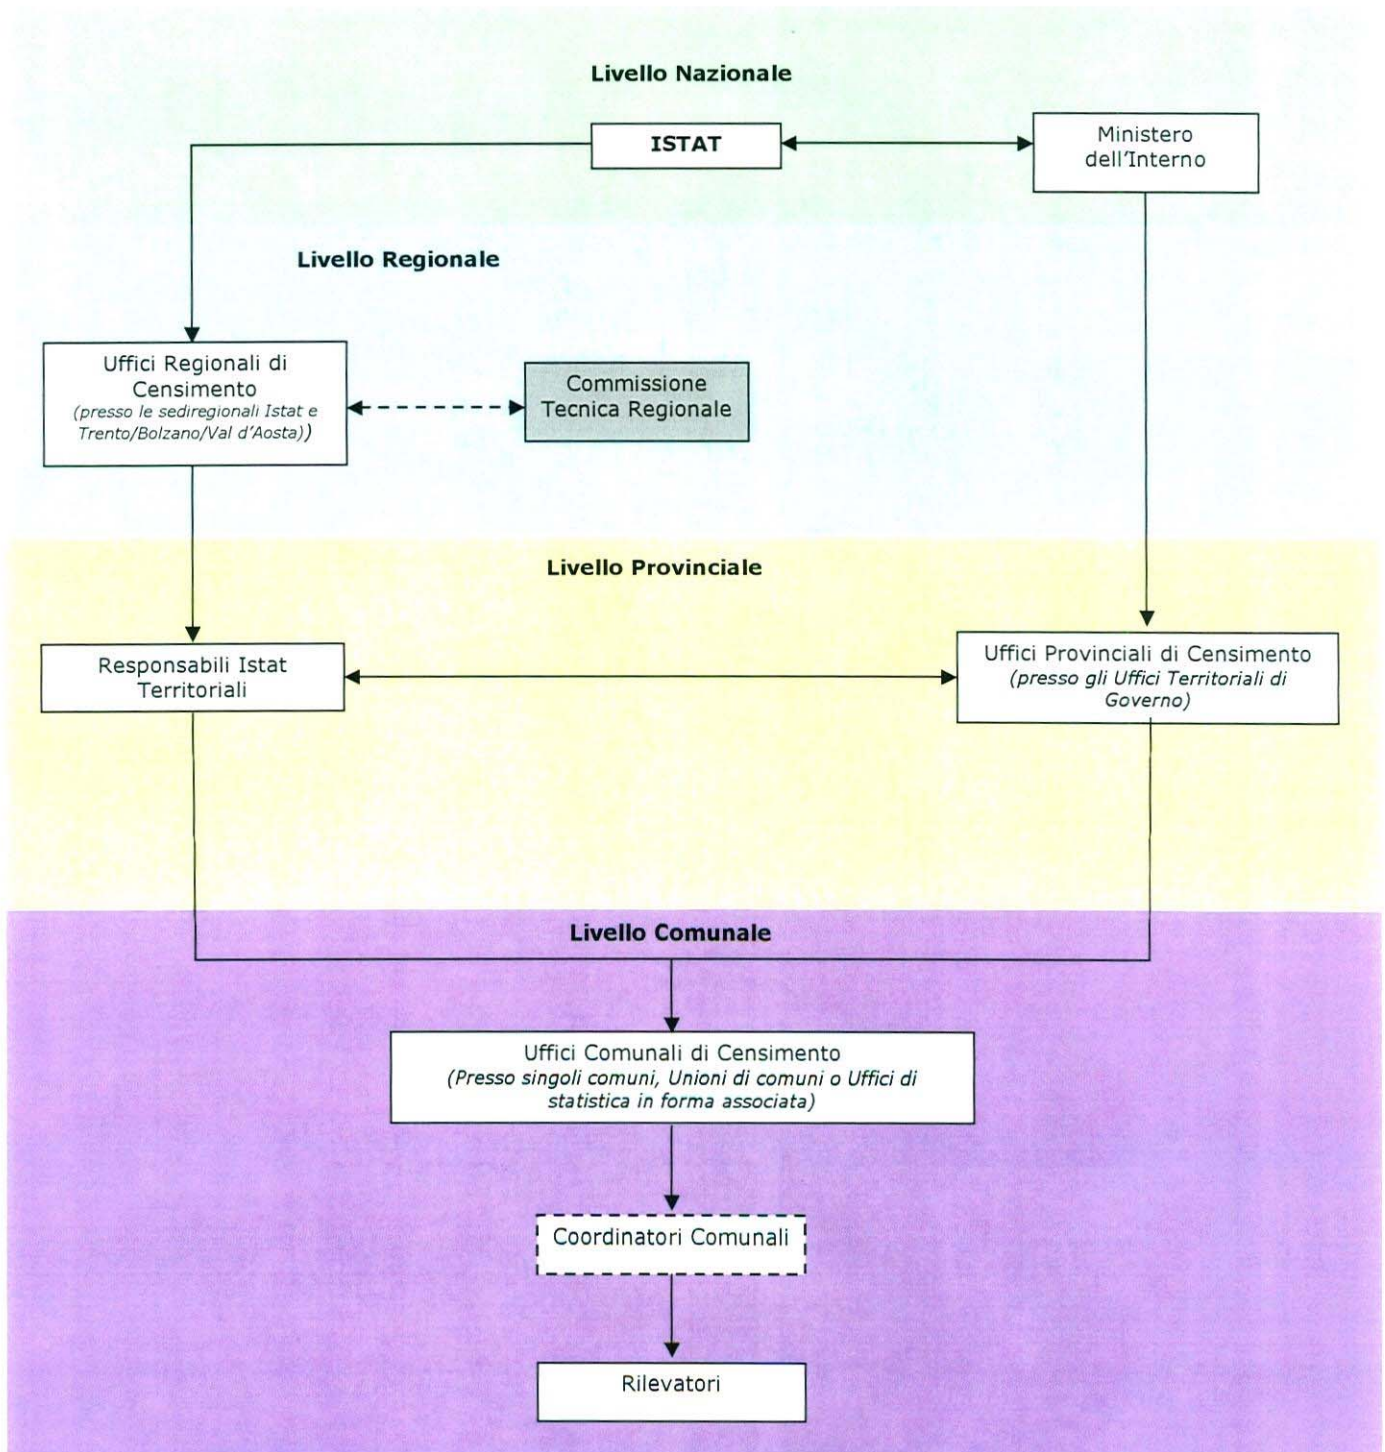 Livello Nazionale
ISTAT
Ministero
dell'Interno
Livello Regionale
Uffici Regionali di
Censimento
(presso le sediregionali Istat e
Trento/Bolzano/Val d'Aosta))
Commissione
Tecnica Regionale
Livello Provinciale
Responsabili Istat
Territoriali
Uffici Provinciali di Censimento
(presso gli Uffici Territoriali di
Governo)
Livello Comunale
Uffici Comunali di Censimento
(Presso singoli comuni, Unioni di comuni o Uffici di
statistica in forma associata)
Coordinatori Comunali
Rilevatori